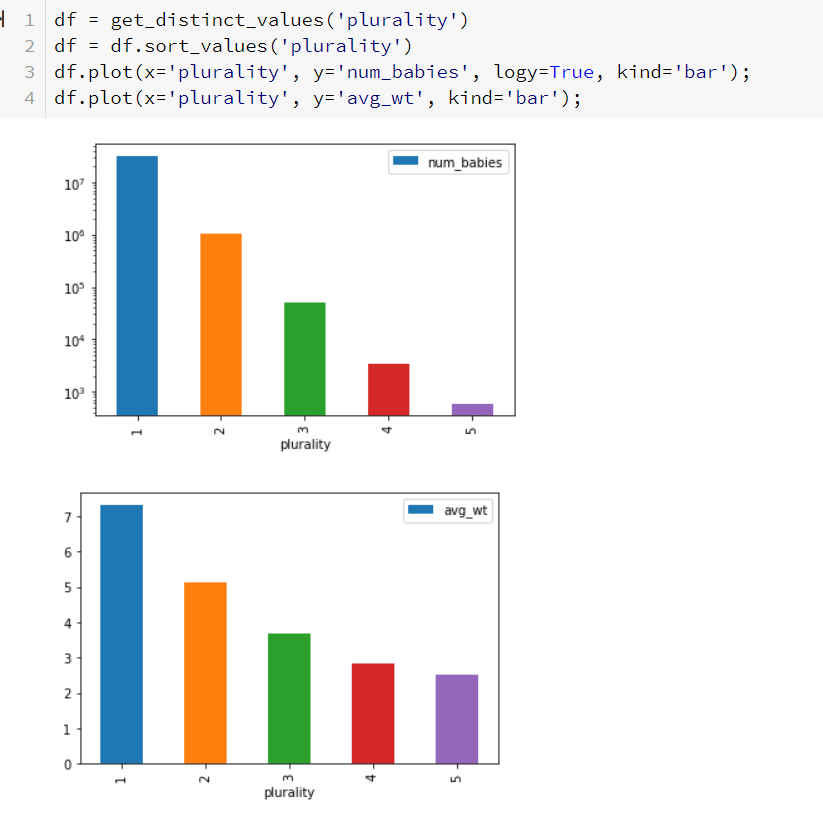 1 df = get_distinct_values('plurality')
2 df = df.sort_values('plurality')
3 df.plot(x='plurality', y='num_babies', logy=True, kind='bar');
4 df.plot(x='plurality', y='avg_wt', kind='bar');
num_babies
10⁷
10⁶
10⁵
10⁴
10³
1 2 3 4 5
plurality
avg_wt
7
6
5
4
3
2
1
0
1 2 3 4 5
plurality